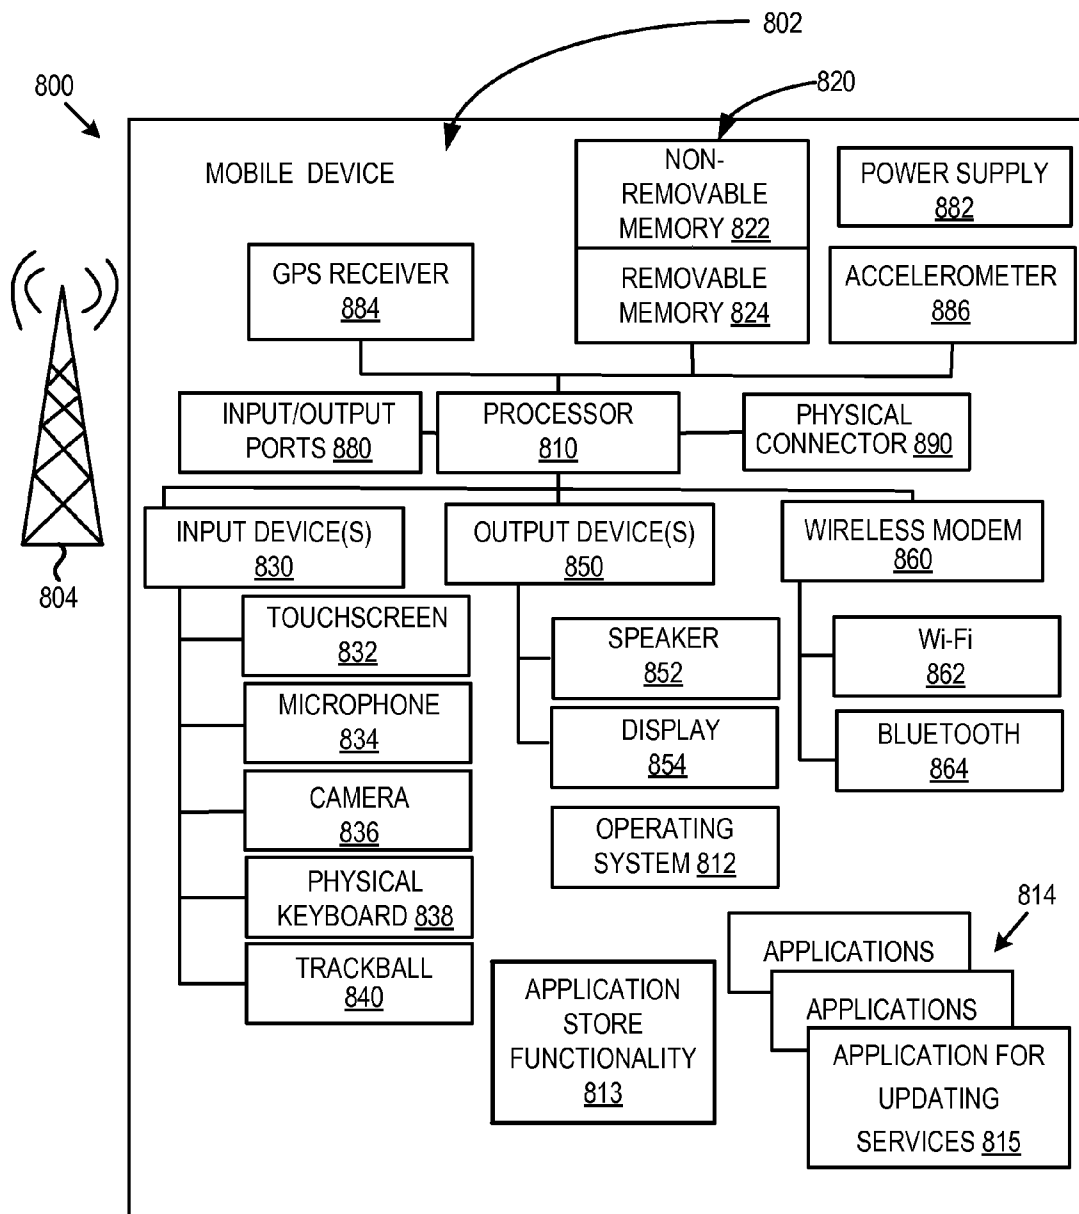 802
800
820
MOBILE DEVICE
NON-
REMOVABLE
MEMORY 822
POWER SUPPLY
882
GPS RECEIVER
884
REMOVABLE
MEMORY 824
ACCELEROMETER
886
INPUT/OUTPUT
PORTS 880
PROCESSOR
810
PHYSICAL
CONNECTOR 890
INPUT DEVICE(S)
830
OUTPUT DEVICE(S)
850
WIRELESS MODEM
860
804
TOUCHSCREEN
832
SPEAKER
852
Wi-Fi
862
MICROPHONE
834
DISPLAY
854
BLUETOOTH
864
CAMERA
836
OPERATING
SYSTEM 812
PHYSICAL
KEYBOARD 838
814
TRACKBALL
840
APPLICATION
STORE
FUNCTIONALITY
813
APPLICATIONS
APPLICATIONS
APPLICATION FOR
UPDATING
SERVICES 815